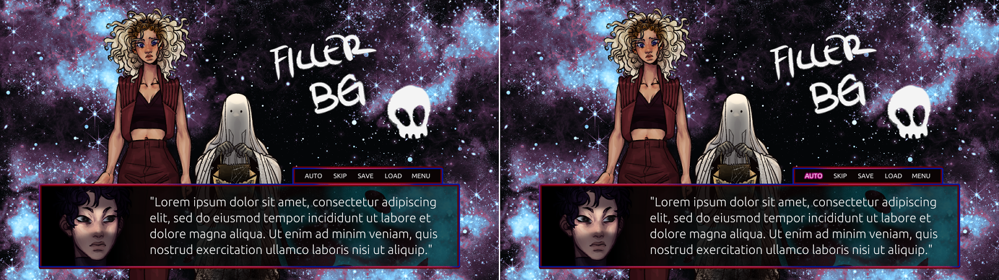 FILLER
BG
AUTO SKIP SAVE LOAD MENU
"Lorem ipsum dolor sit amet, consectetur adipiscing
elit, sed do eiusmod tempor incididunt ut labore et
dolore magna aliqua. Ut enim ad minim veniam, quis
nostrud exercitation ullamco laboris nisi ut aliquip."
FILLER
BG
AUTO SKIP SAVE LOAD MENU
"Lorem ipsum dolor sit amet, consectetur adipiscing
elit, sed do eiusmod tempor incididunt ut labore et
dolore magna aliqua. Ut enim ad minim veniam, quis
nostrud exercitation ullamco laboris nisi ut aliquip."